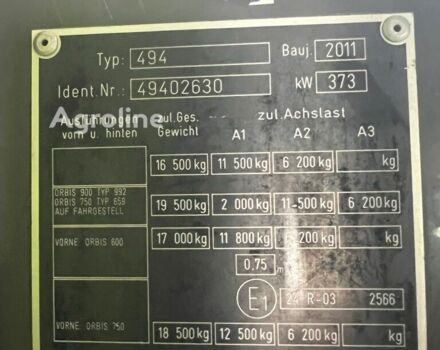 Typ: 494 Bauj. 2011
Ident.Nr.: 49402630 kW 373
Agroline
Ausführungen zul.Ges. zul.Achslast
vorn u. hinten Gewicht A1 A2 A3
16 500 kg 11 500 kg 6 200 kg kg
ORBIS 900 TYP 992
ORBIS 750 TYP 659
AUF FAHRGESTELL
19 500 kg 2 000 kg 11-500 kg 6 200 kg
VORNE ORBIS 600 17 000 kg 11 800 kg 200 kg kg
0,75 m
E1 R-03 2566
VORNE ORBIS 750 18 500 kg 12 500 kg 6 200 kg kg